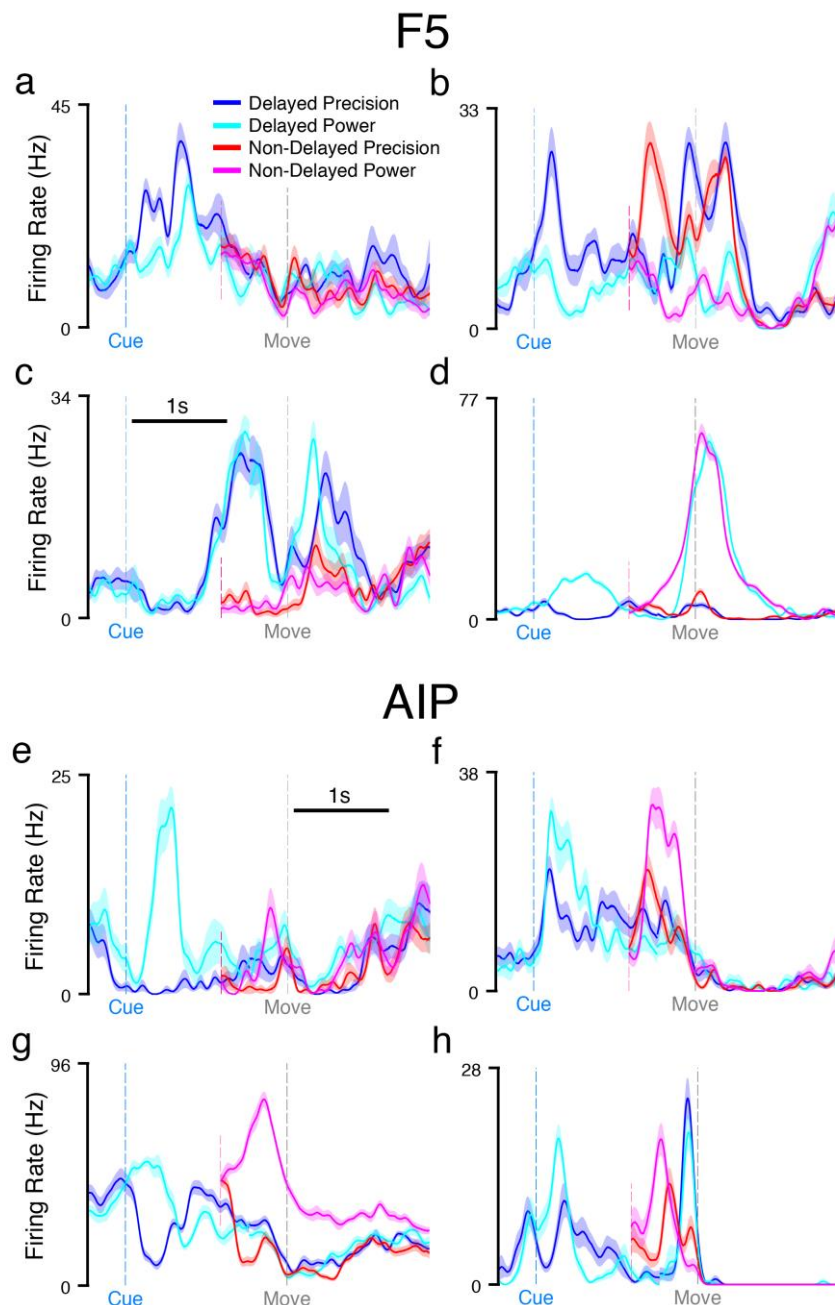 F5
a
b
45
Delayed Precision
Delayed Power
Non-Delayed Precision
Non-Delayed Power
33
Firing Rate (Hz)
0
0
Cue
Move
Cue
Move
c
d
34
1s
77
Firing Rate (Hz)
0
0
Cue
Move
Cue
Move
AIP
e
f
25
1s
38
Firing Rate (Hz)
0
0
Cue
Move
Cue
Move
g
h
96
28
Firing Rate (Hz)
0
0
Cue
Move
Cue
Move